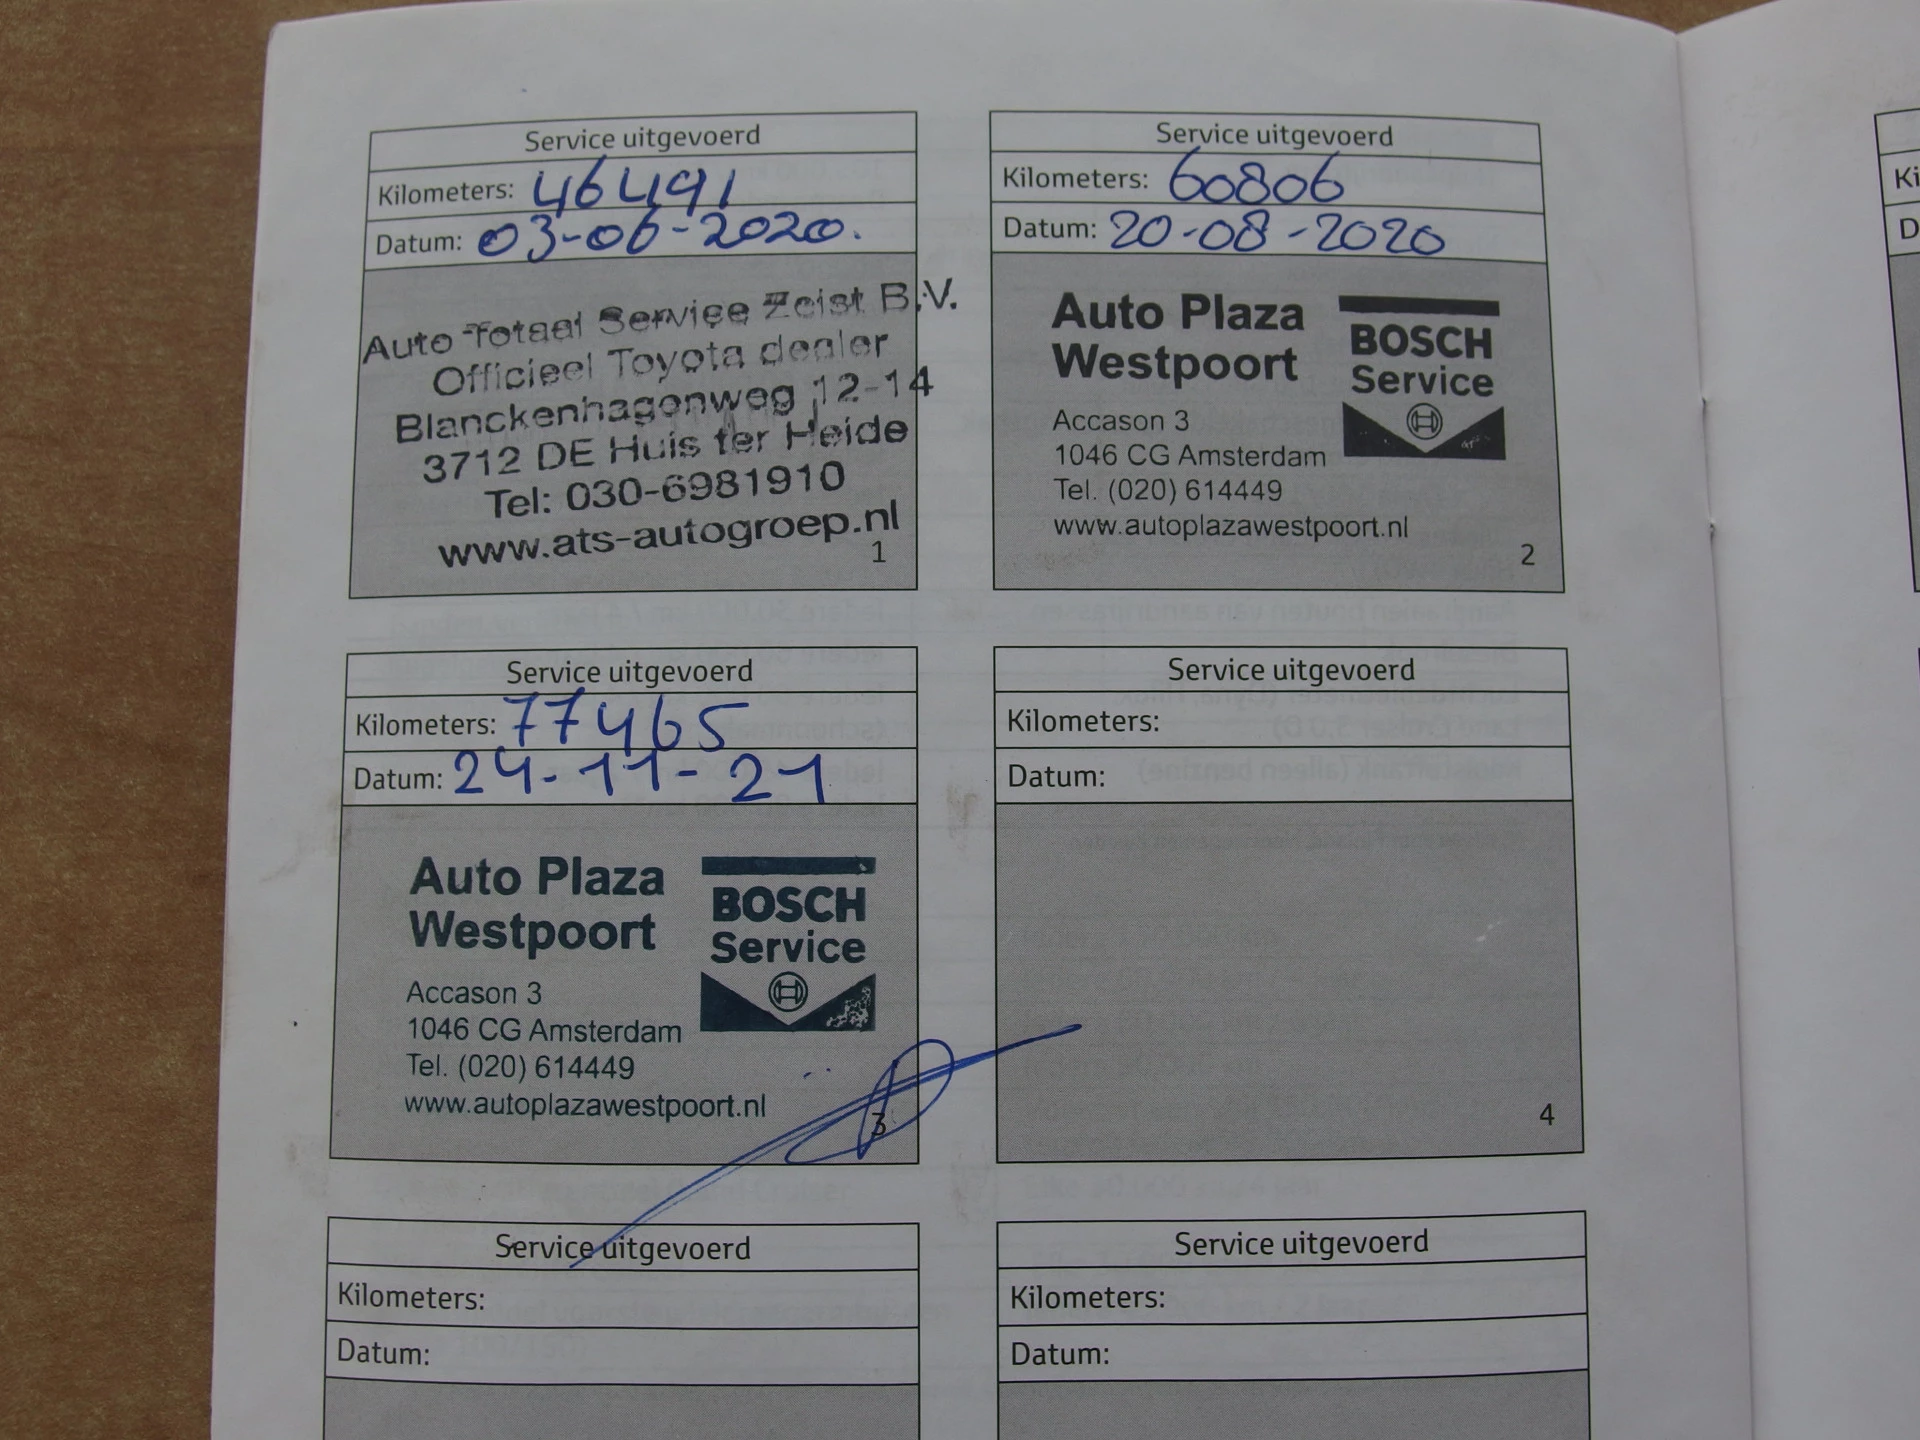 Service uitgevoerd
Kilometers: 46491
Datum: 03-06-2020.
Auto Totaal Service Zeist B.V.
Officieel Toyota dealer
Blanckenhagenweg 12-14
3712 DE Huis ter Heide
Tel: 030-6981910
www.ats-autogroep.nl
1
Service uitgevoerd
Kilometers: 60806
Datum: 20-08-2020
Auto Plaza
Westpoort
BOSCH
Service
Accason 3
1046 CG Amsterdam
Tel. (020) 614449
www.autoplazawestpoort.nl
2
Service uitgevoerd
Kilometers: 77465
Datum: 24-11-21
Auto Plaza
Westpoort
BOSCH
Service
Accason 3
1046 CG Amsterdam
Tel. (020) 614449
www.autoplazawestpoort.nl
3
Service uitgevoerd
Kilometers:
Datum:
4
Service uitgevoerd
Kilometers:
Datum:
Service uitgevoerd
Kilometers:
Datum:
Ki
D